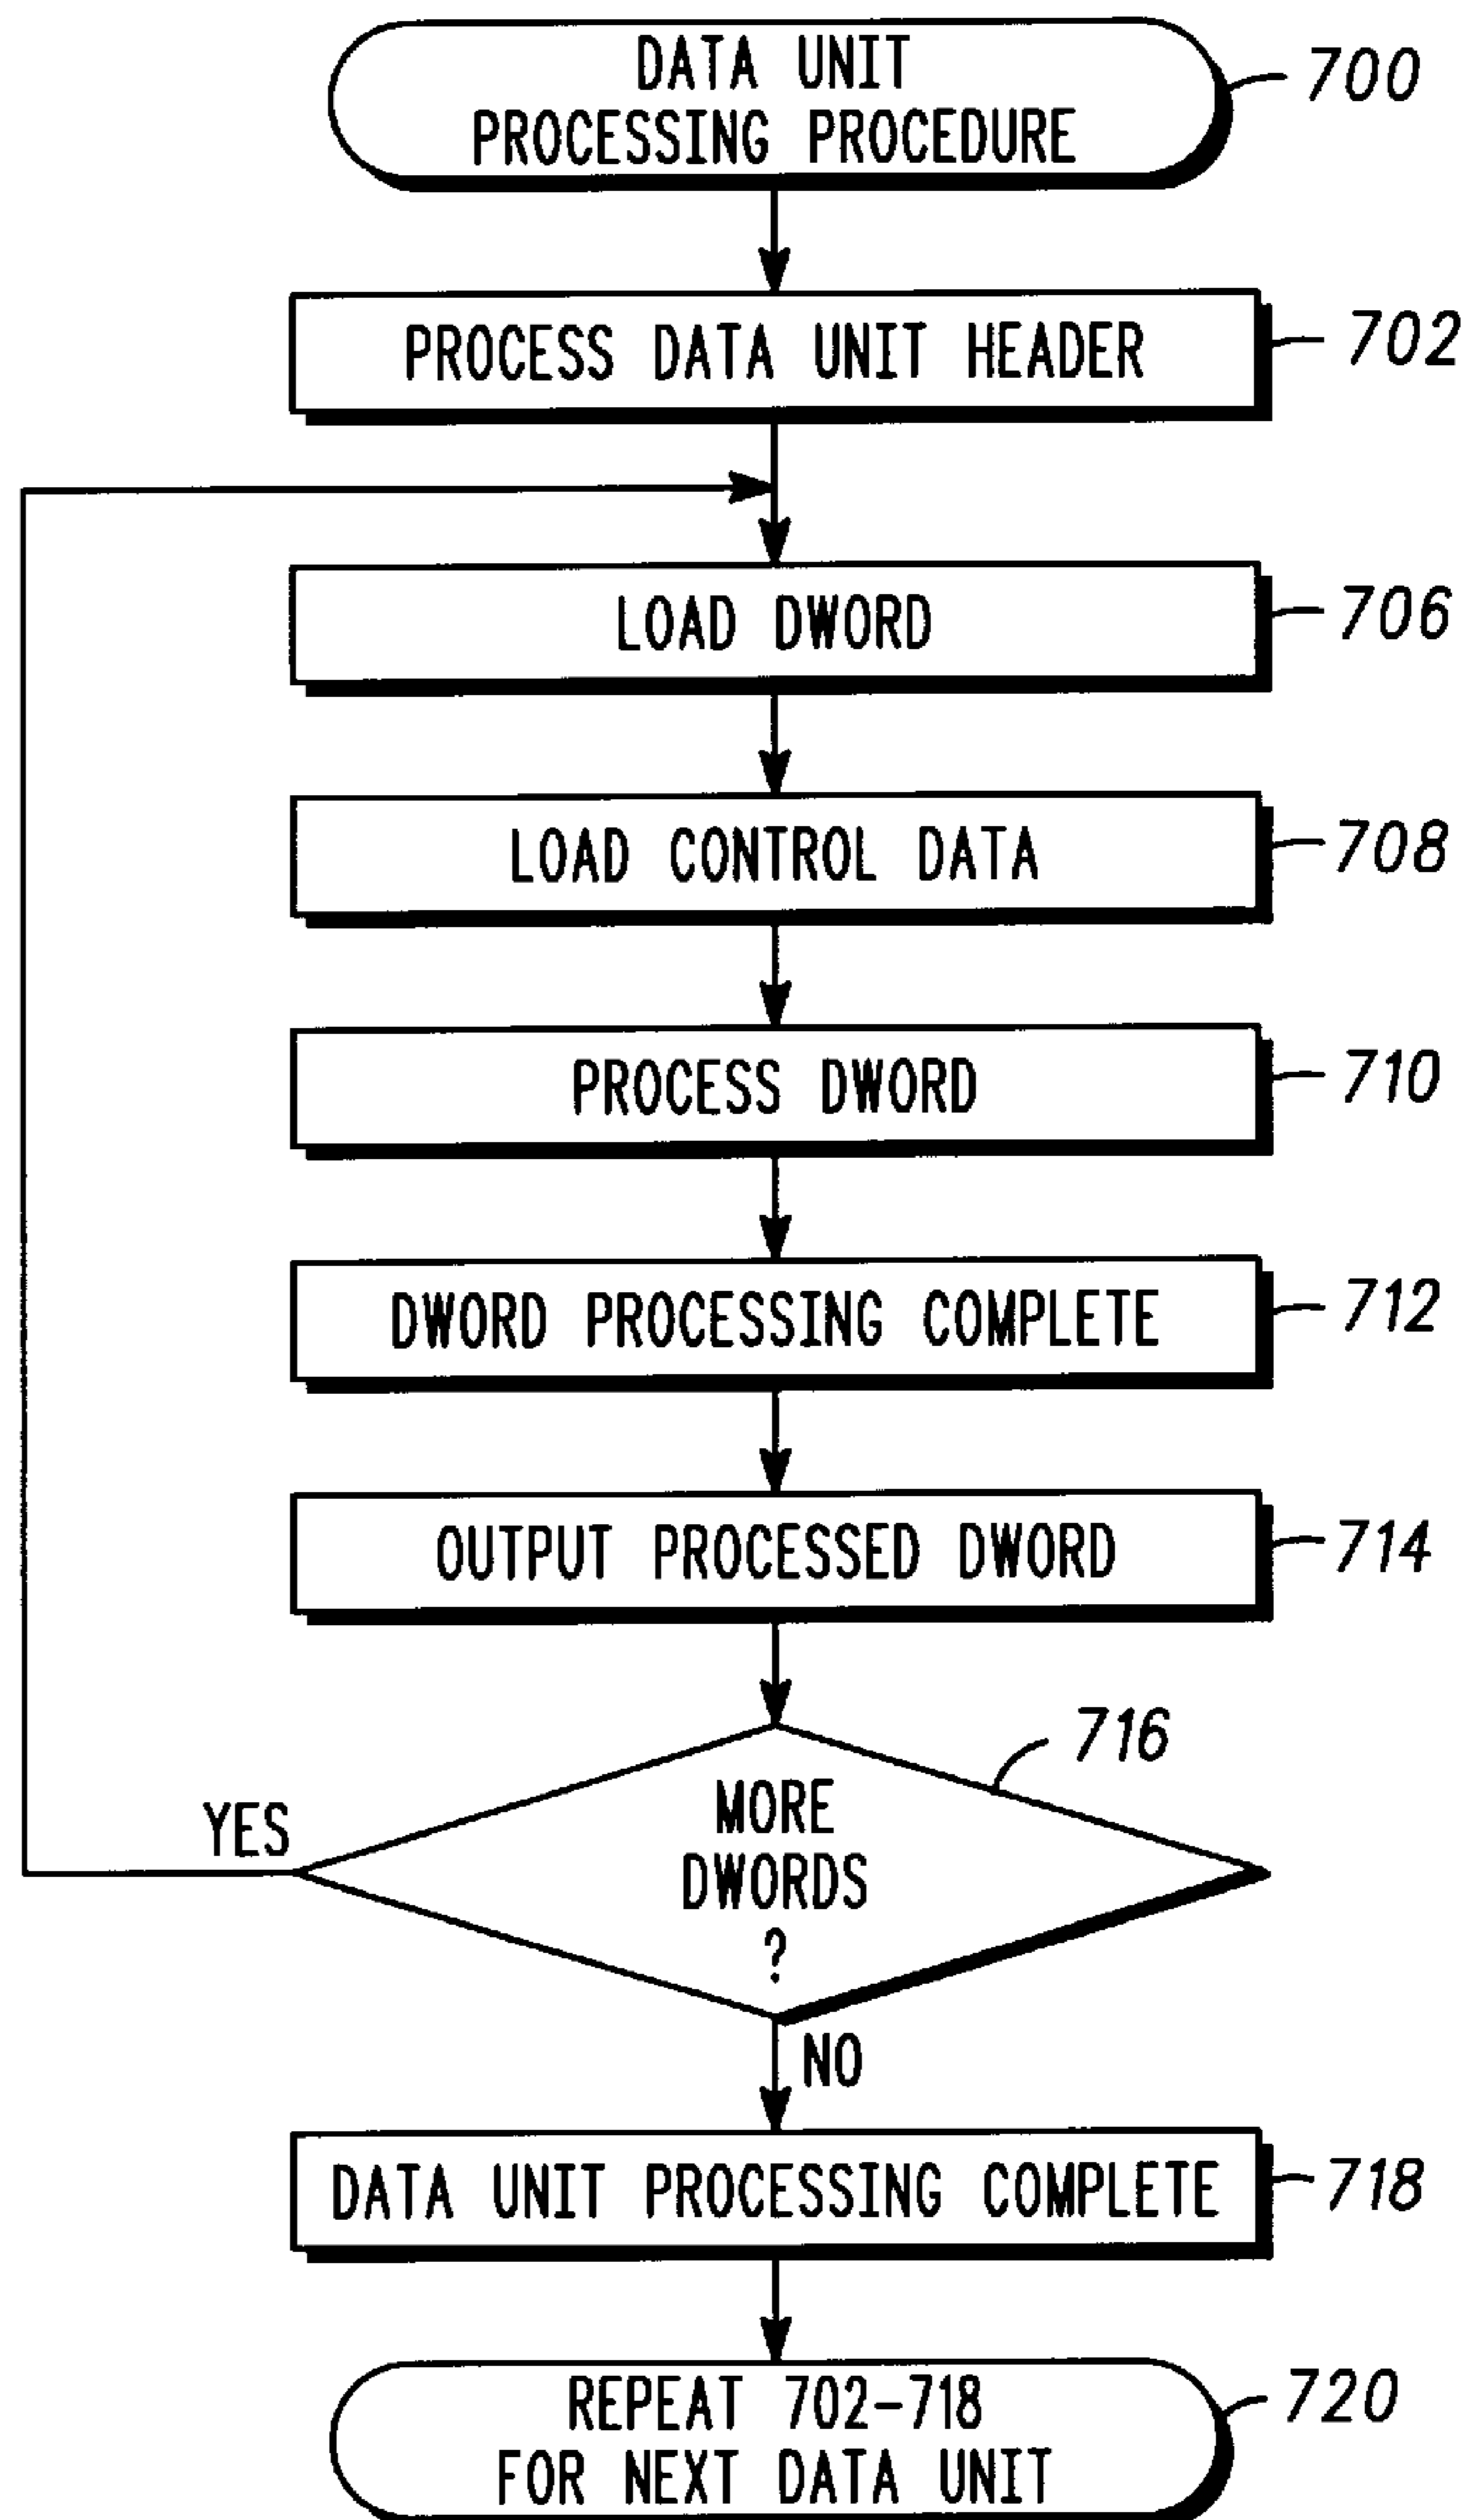 DATA UNIT
PROCESSING PROCEDURE
700
PROCESS DATA UNIT HEADER
702
LOAD DWORD
706
LOAD CONTROL DATA
708
PROCESS DWORD
710
DWORD PROCESSING COMPLETE
712
OUTPUT PROCESSED DWORD
714
716
MORE
DWORDS
?
YES
NO
DATA UNIT PROCESSING COMPLETE
718
REPEAT 702-718
FOR NEXT DATA UNIT
720